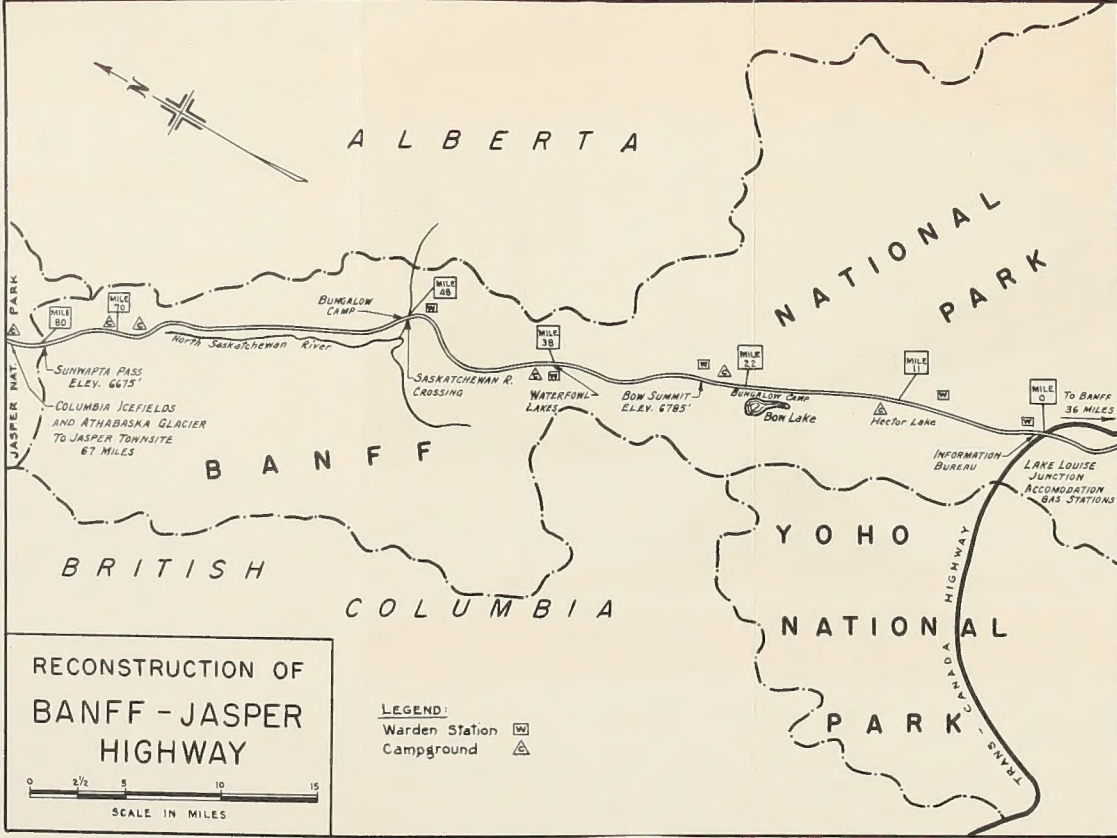 N
ALBERTA
NATIONAL
PARK
JASPER NAT. PARK
MILE
80
MILE
70
C
C
C
BUNGALOW
CAMP
MILE
48
W
North Saskatchewan River
SUNWAPTA PASS
ELEV. 6675'
COLUMBIA ICEFIELDS
AND ATHABASKA GLACIER
TO JASPER TOWNSITE
67 MILES
SASKATCHEWAN R.
CROSSING
MILE
38
C
W
WATERFOWL
LAKES
W
C
MILE
22
BOW SUMMIT
ELEV. 6785'
BUNGALOW CAMP
Bow Lake
MILE
11
C
Hector Lake
W
W
MILE
0
TO BANFF
36 MILES
INFORMATION
BUREAU
LAKE LOUISE
JUNCTION
ACCOMODATION
GAS STATIONS
BANFF
BRITISH
COLUMBIA
YOHO
NATIONAL
PARK
TRANS-CANADA HIGHWAY
RECONSTRUCTION OF
BANFF-JASPER
HIGHWAY
0 2½ 5 10 15
SCALE IN MILES
LEGEND:
Warden Station W
Campground C